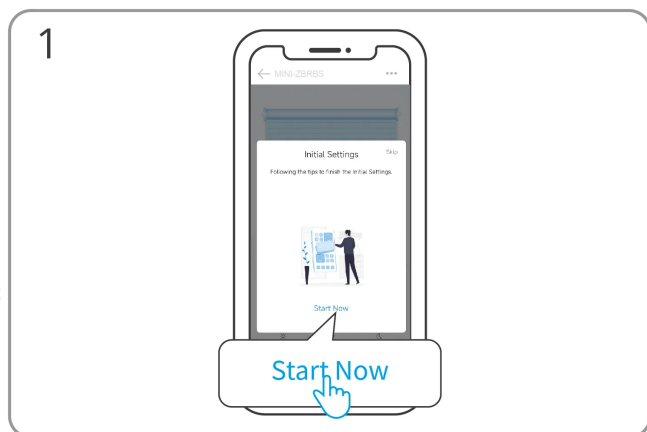 1
MINI-ZBRBS
Initial Settings
Skip
Following the tips to finish the Initial Settings.
Start Now
Start Now